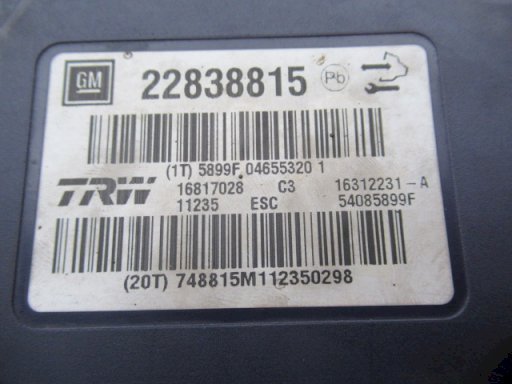 GM 22838815 Pb
(1T) 5899F 04655320 1
TRW 16817028 C3 16312231-A
11235 ESC 54085899F
(20T) 748815M112350298